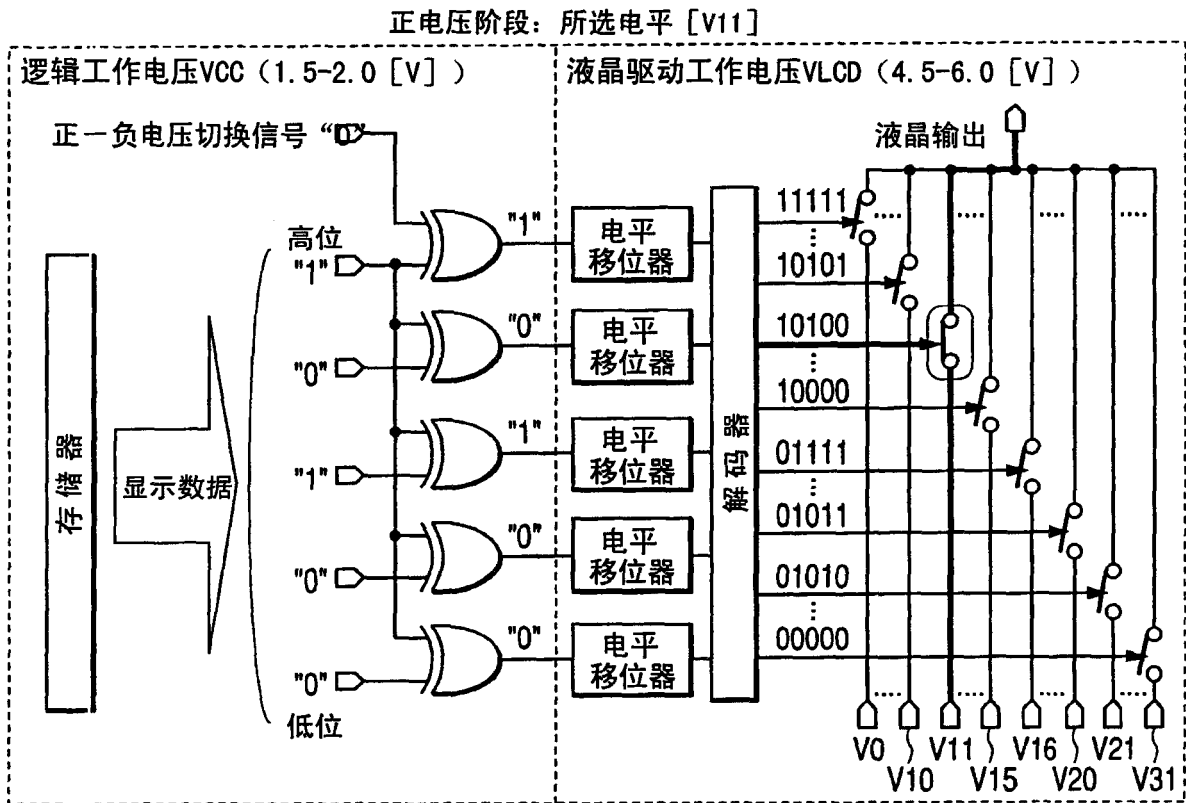 正电压阶段：所选电平［V11］
逻辑工作电压VCC（1.5-2.0［V］）
液晶驱动工作电压VLCD（4.5-6.0［V］）
正一负电压切换信号“0”
液晶输出
高位
"1"
"0"
"1"
"0"
"0"
低位
存储器
显示数据
"1"
"0"
"1"
"0"
"0"
电平
移位器
电平
移位器
电平
移位器
电平
移位器
电平
移位器
解码器
11111
10101
10100
10000
01111
01011
01010
00000
V0
V10
V11
V15
V16
V20
V21
V31